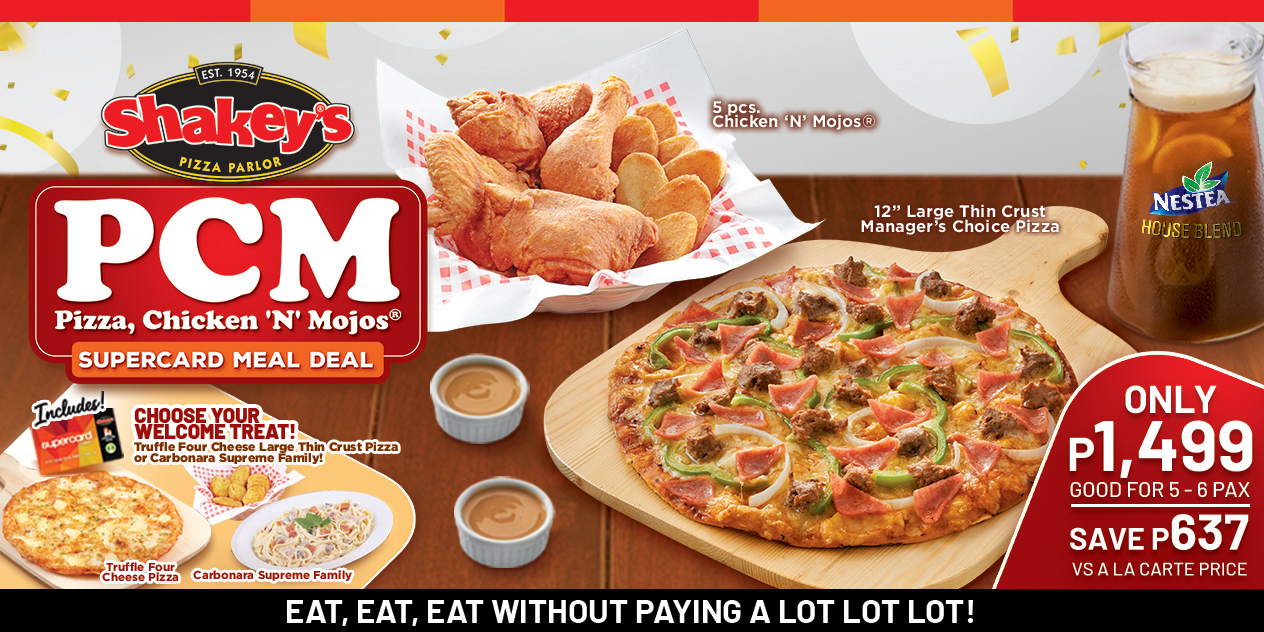 EST. 1954
Shakey's®
PIZZA PARLOR
PCM
Pizza, Chicken 'N' Mojos®
SUPERCARD MEAL DEAL
5 pcs.
Chicken ‘N’ Mojos®
12” Large Thin Crust
Manager’s Choice Pizza
NESTEA
HOUSE BLEND
Includes!
supercard
CHOOSE YOUR
WELCOME TREAT!
Truffle Four Cheese Large Thin Crust Pizza
or Carbonara Supreme Family!
Truffle Four
Cheese Pizza
Carbonara Supreme Family
ONLY
P1,499
GOOD FOR 5 - 6 PAX
SAVE P637
VS A LA CARTE PRICE
EAT, EAT, EAT WITHOUT PAYING A LOT LOT LOT!